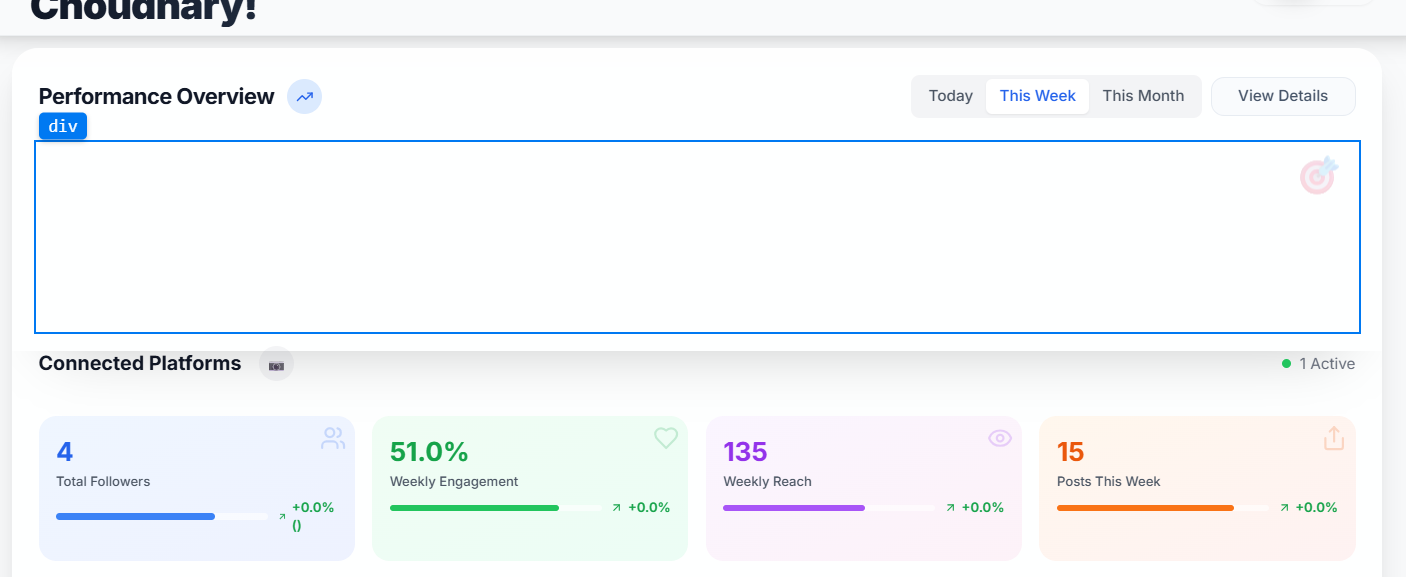 Choudhary!
Performance Overview
Today This Week This Month View Details
div
Connected Platforms
1 Active
4
Total Followers
+0.0%
()
51.0%
Weekly Engagement
+0.0%
135
Weekly Reach
+0.0%
15
Posts This Week
+0.0%